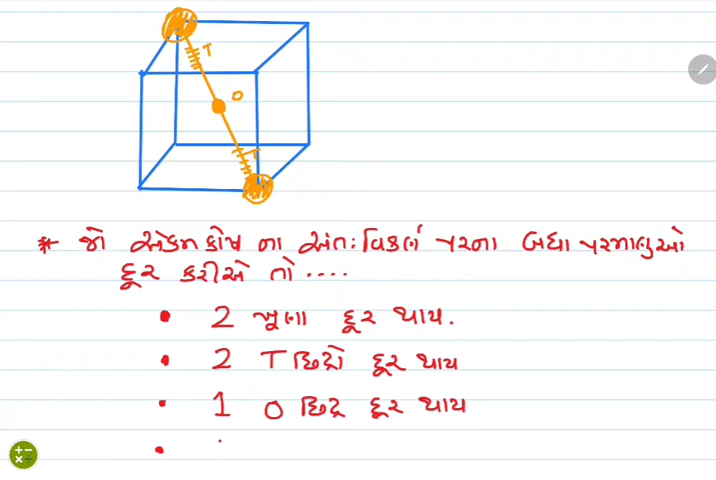 T
O
T
* જો એકમ કોષ ના અંતઃવિકર્ણ પરના બધા પરમાણુઓ
દૂર કરીએ તો ....
• 2 ખુણા દૂર થાય.
• 2 T છિદ્રો દૂર થાય
• 1 O છિદ્ર દૂર થાય
•